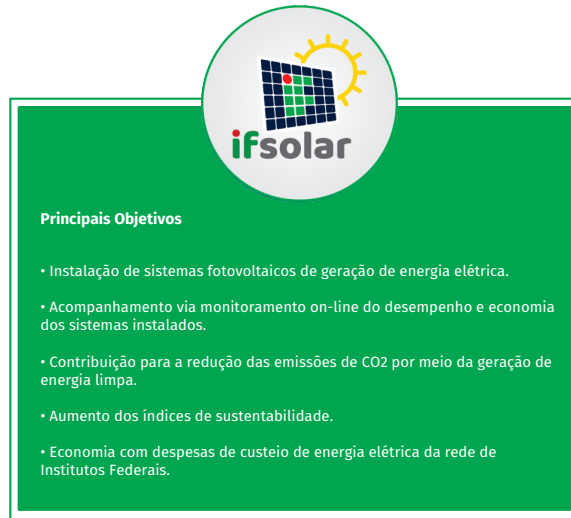 ifsolar
Principais Objetivos
• Instalação de sistemas fotovoltaicos de geração de energia elétrica.
• Acompanhamento via monitoramento on-line do desempenho e economia
dos sistemas instalados.
• Contribuição para a redução das emissões de CO2 por meio da geração de
energia limpa.
• Aumento dos índices de sustentabilidade.
• Economia com despesas de custeio de energia elétrica da rede de
Institutos Federais.